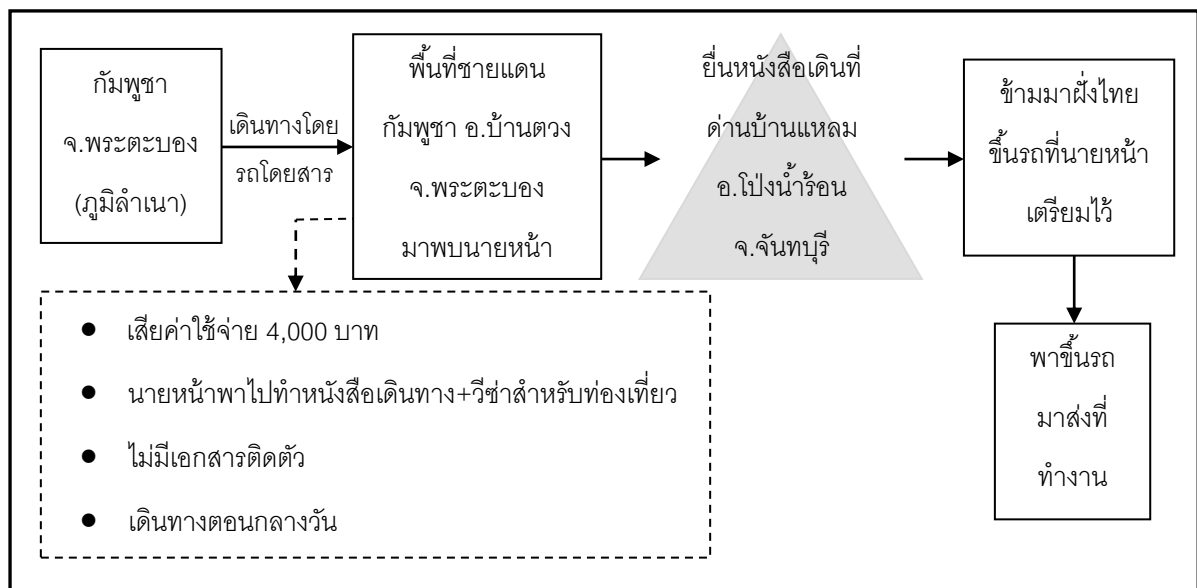 กัมพูชา
จ.พระตะบอง
(ภูมิลำเนา)
เดินทางโดย
รถโดยสาร
พื้นที่ชายแดน
กัมพูชา อ.บ้านตวง
จ.พระตะบอง
มาพบนายหน้า
ยื่นหนังสือเดินที่
ด่านบ้านแหลม
อ.โป่งน้ำร้อน
จ.จันทบุรี
ข้ามมาฝั่งไทย
ขึ้นรถที่นายหน้า
เตรียมไว้
● เสียค่าใช้จ่าย 4,000 บาท
● นายหน้าพาไปทำหนังสือเดินทาง+วีซ่าสำหรับท่องเที่ยว
● ไม่มีเอกสารติดตัว
● เดินทางตอนกลางวัน
พาขึ้นรถ
มาส่งที่
ทำงาน